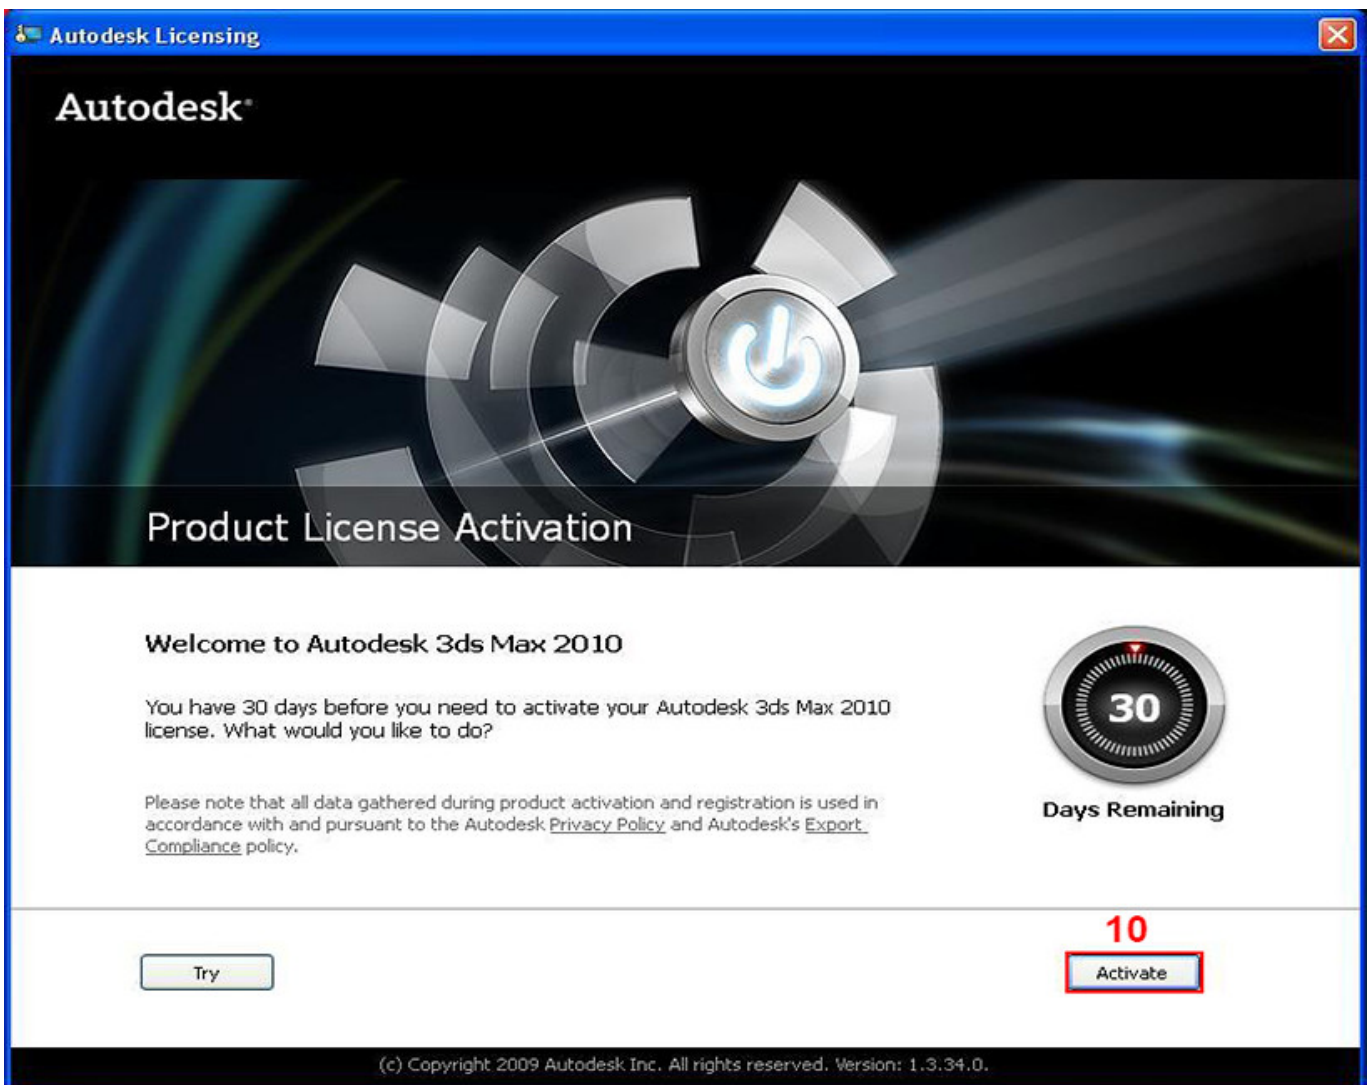 Autodesk Licensing
Autodesk®
Product License Activation
Welcome to Autodesk 3ds Max 2010
You have 30 days before you need to activate your Autodesk 3ds Max 2010
license. What would you like to do?
30
Days Remaining
Please note that all data gathered during product activation and registration is used in
accordance with and pursuant to the Autodesk Privacy Policy and Autodesk's Export
Compliance policy.
10
Try
Activate
(c) Copyright 2009 Autodesk Inc. All rights reserved. Version: 1.3.34.0.